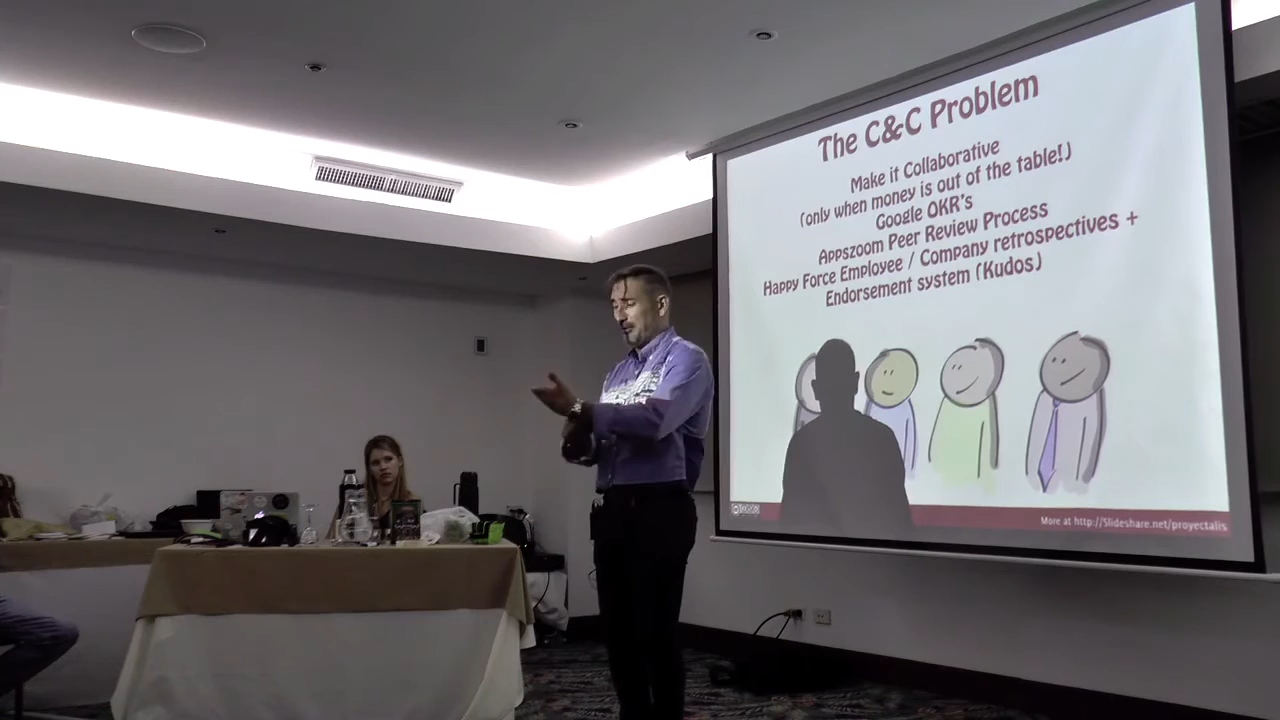 The C&C Problem
Make it Collaborative
(only when money is out of the table!)
Google OKR's
Appszoom Peer Review Process
Happy Force Employee / Company retrospectives +
Endorsement system (Kudos)
More at http://Slideshare.net/proyectalis